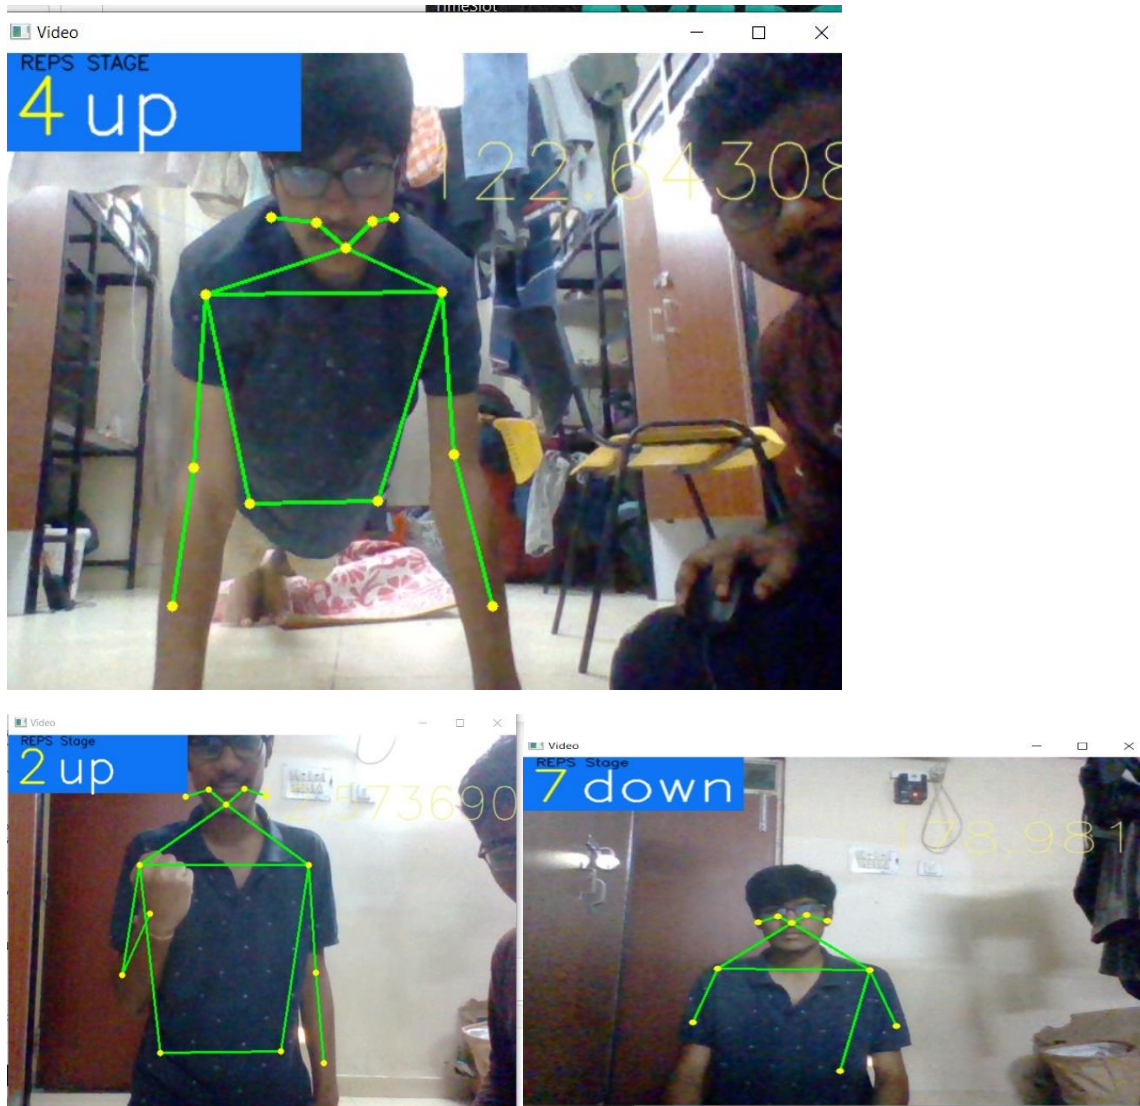 TimeSlot
Video
REPS STAGE
4 up
122.64308
Video
REPS Stage
2 up
.573690
Video
REPS Stage
7 down
178.981